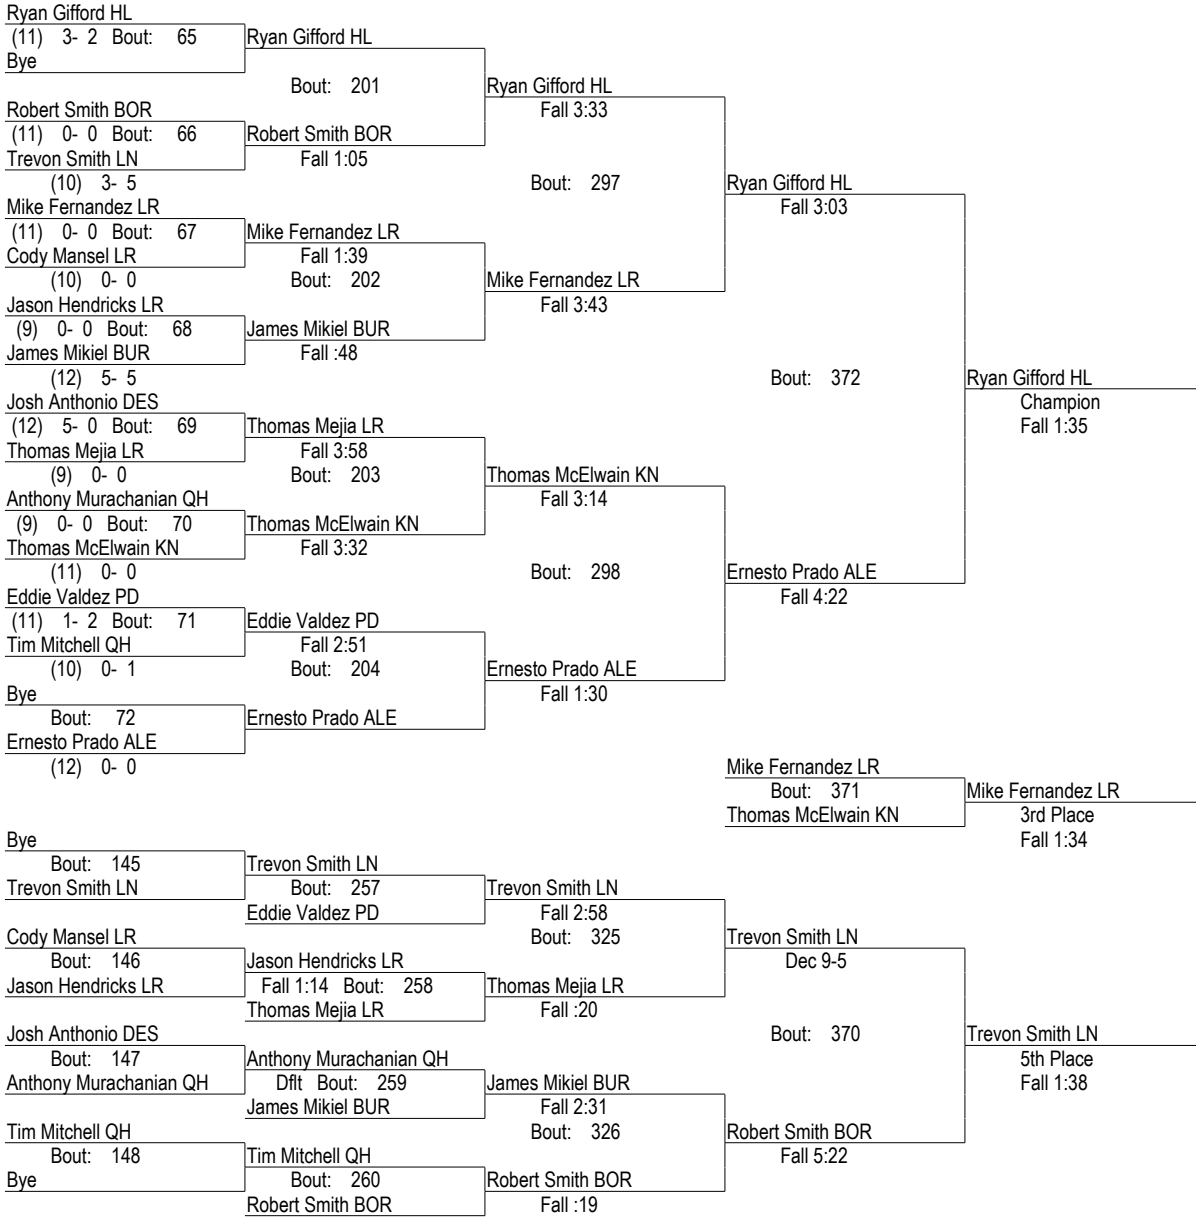 Ryan Gifford HL
(11) 3- 2 Bout: 65 Ryan Gifford HL
Bye
Bout: 201 Ryan Gifford HL
Robert Smith BOR Fall 3:33
(11) 0- 0 Bout: 66 Robert Smith BOR
Trevon Smith LN Fall 1:05
(10) 3- 5 Bout: 297 Ryan Gifford HL
Mike Fernandez LR Fall 3:03
(11) 0- 0 Bout: 67 Mike Fernandez LR
Cody Mansel LR Fall 1:39
(10) 0- 0 Bout: 202 Mike Fernandez LR
Jason Hendricks LR Fall 3:43
(9) 0- 0 Bout: 68 James Mikiel BUR
James Mikiel BUR Fall :48
(12) 5- 5 Bout: 372 Ryan Gifford HL
Josh Anthonio DES Champion
(12) 5- 0 Bout: 69 Thomas Mejia LR Fall 1:35
Thomas Mejia LR Fall 3:58
(9) 0- 0 Bout: 203 Thomas McElwain KN
Anthony Murachanian QH Fall 3:14
(9) 0- 0 Bout: 70 Thomas McElwain KN
Thomas McElwain KN Fall 3:32
(11) 0- 0 Bout: 298 Ernesto Prado ALE
Eddie Valdez PD Fall 4:22
(11) 1- 2 Bout: 71 Eddie Valdez PD
Tim Mitchell QH Fall 2:51
(10) 0- 1 Bout: 204 Ernesto Prado ALE
Bye Fall 1:30
Bout: 72 Ernesto Prado ALE
Ernesto Prado ALE
(12) 0- 0 Mike Fernandez LR
Bout: 371 Mike Fernandez LR
Thomas McElwain KN 3rd Place
Bye Fall 1:34
Bout: 145 Trevon Smith LN
Trevon Smith LN Bout: 257 Trevon Smith LN
Eddie Valdez PD Fall 2:58
Cody Mansel LR Bout: 325 Trevon Smith LN
Bout: 146 Jason Hendricks LR Dec 9-5
Jason Hendricks LR Fall 1:14 Bout: 258 Thomas Mejia LR
Thomas Mejia LR Fall :20
Josh Anthonio DES Bout: 370 Trevon Smith LN
Bout: 147 Anthony Murachanian QH 5th Place
Anthony Murachanian QH Dflt Bout: 259 James Mikiel BUR Fall 1:38
James Mikiel BUR Fall 2:31
Tim Mitchell QH Bout: 326 Robert Smith BOR
Bout: 148 Tim Mitchell QH Fall 5:22
Bye Bout: 260 Robert Smith BOR
Robert Smith BOR Fall :19